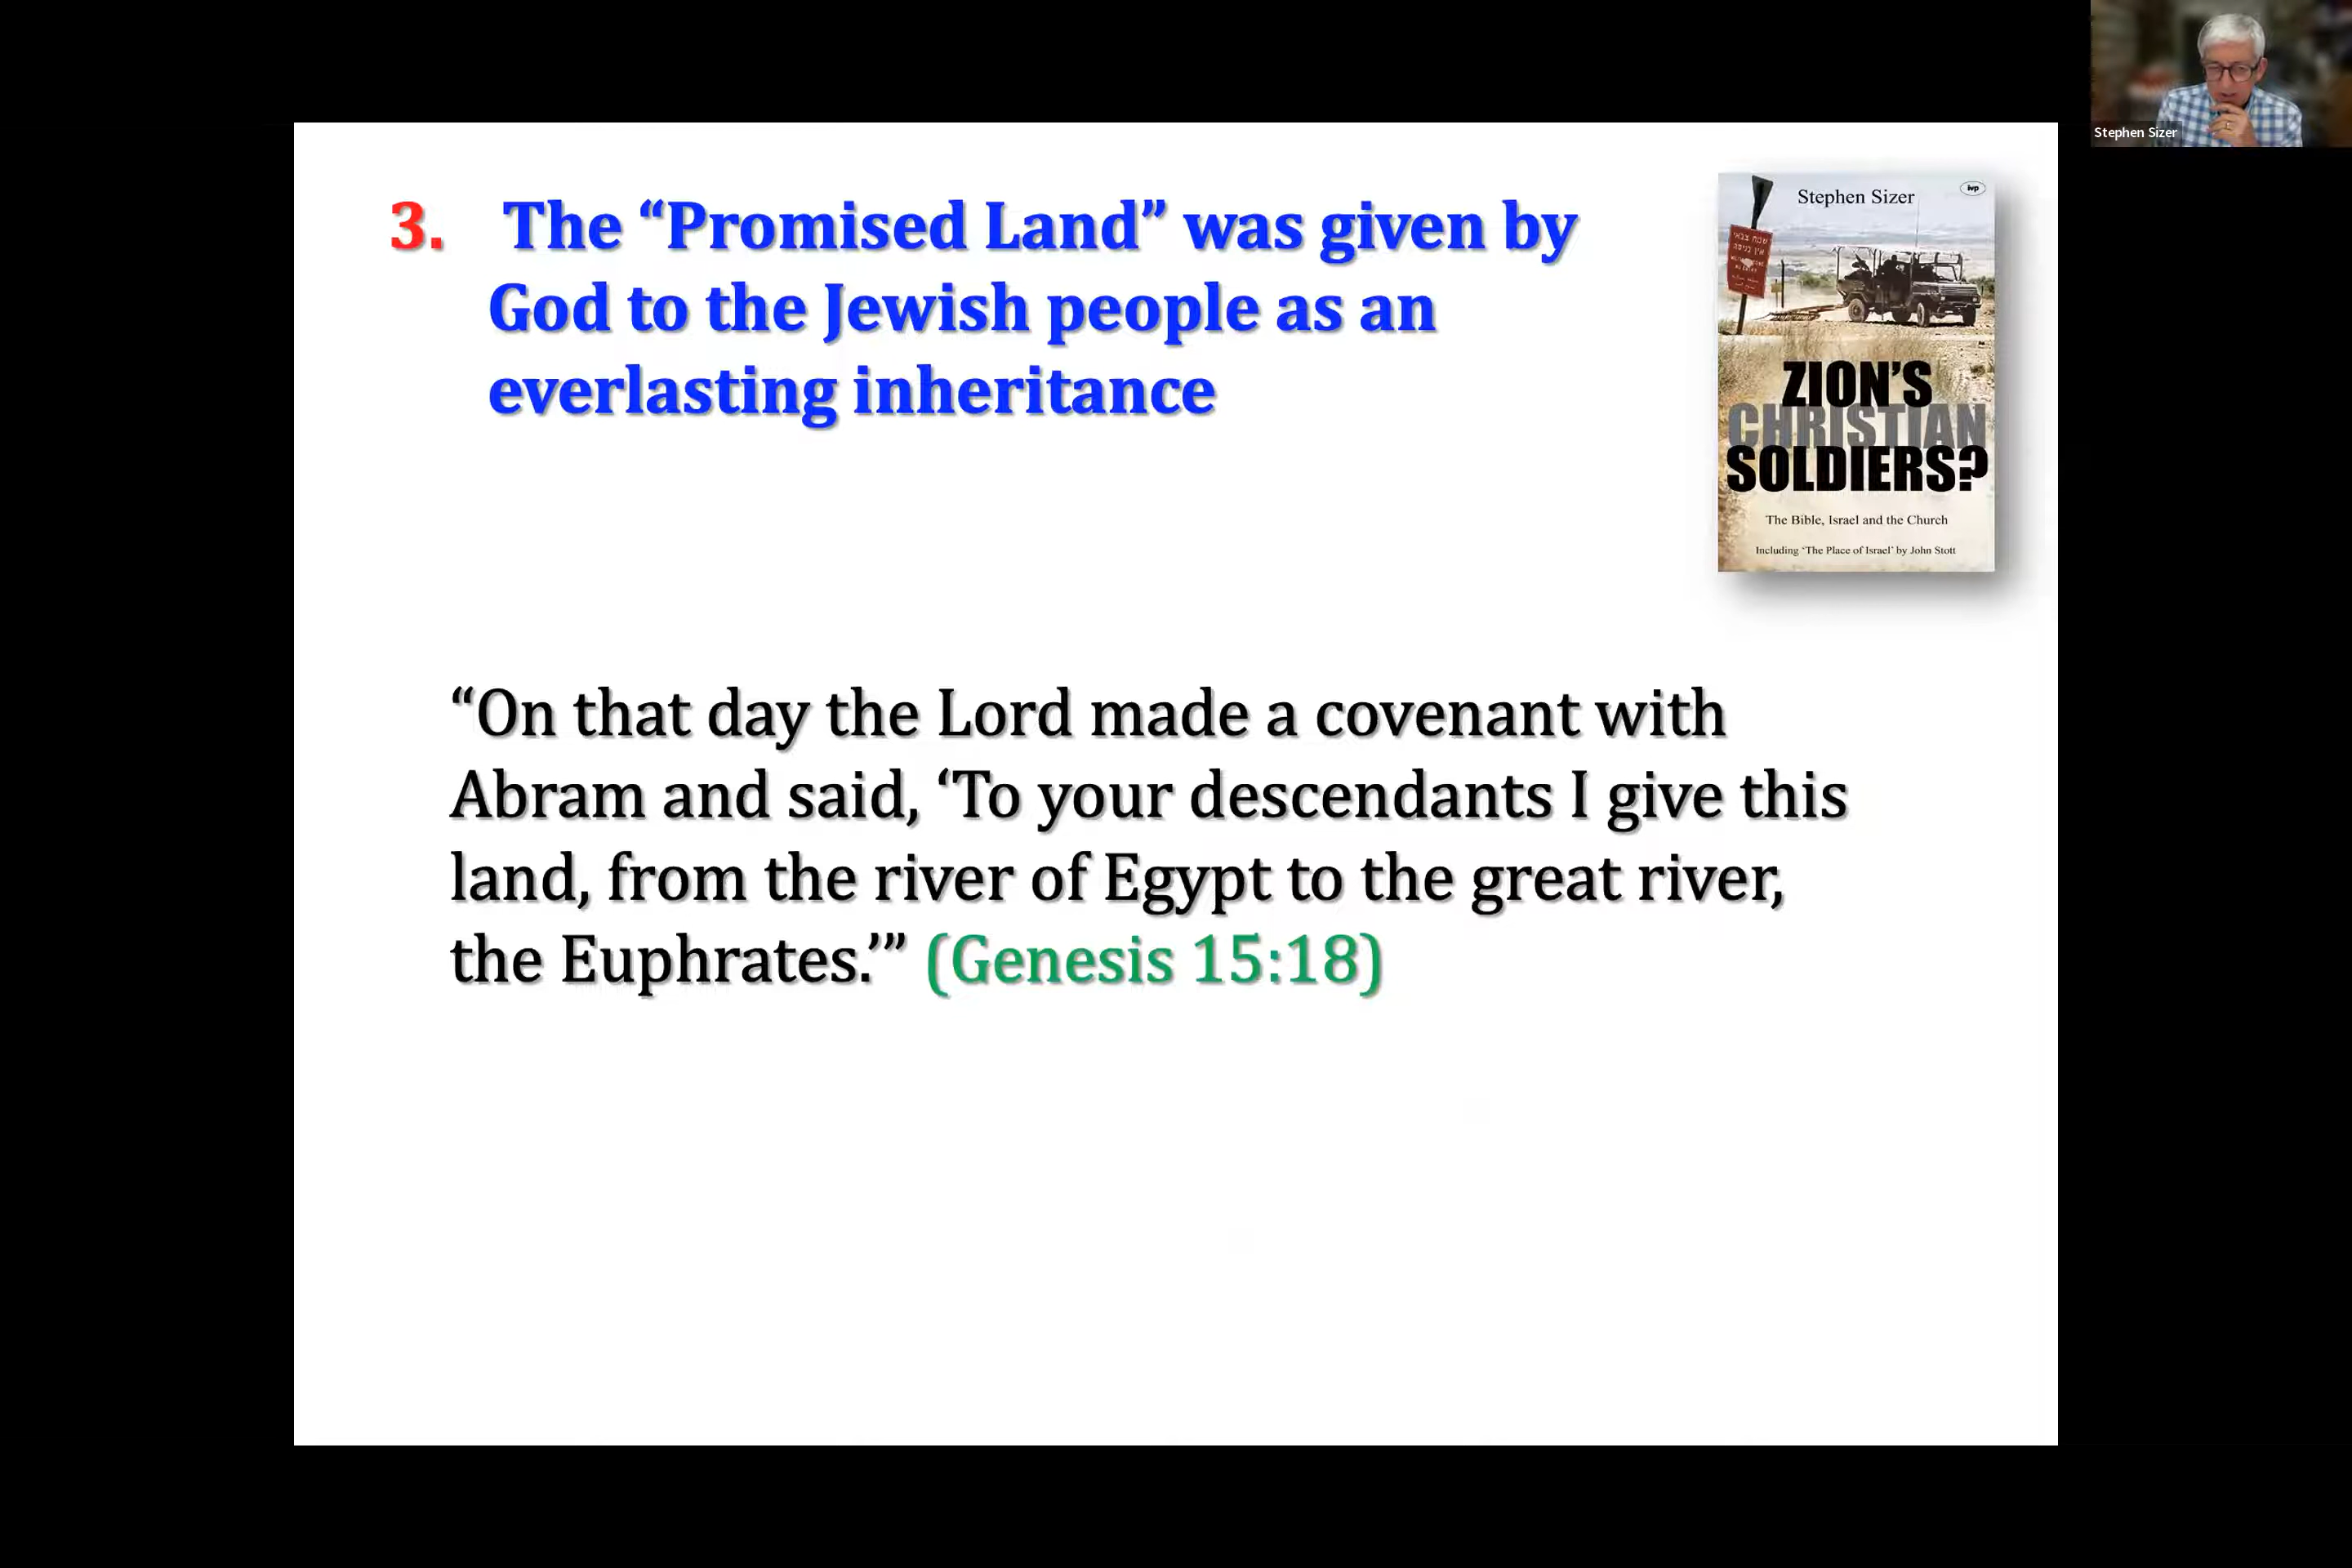 Stephen Sizer
3. The “Promised Land” was given by
God to the Jewish people as an
everlasting inheritance
Stephen Sizer
ivp
ZION’S
CHRISTIAN
SOLDIERS?
The Bible, Israel and the Church
Including ‘The Place of Israel’ by John Stott
“On that day the Lord made a covenant with
Abram and said, ‘To your descendants I give this
land, from the river of Egypt to the great river,
the Euphrates.’” (Genesis 15:18)